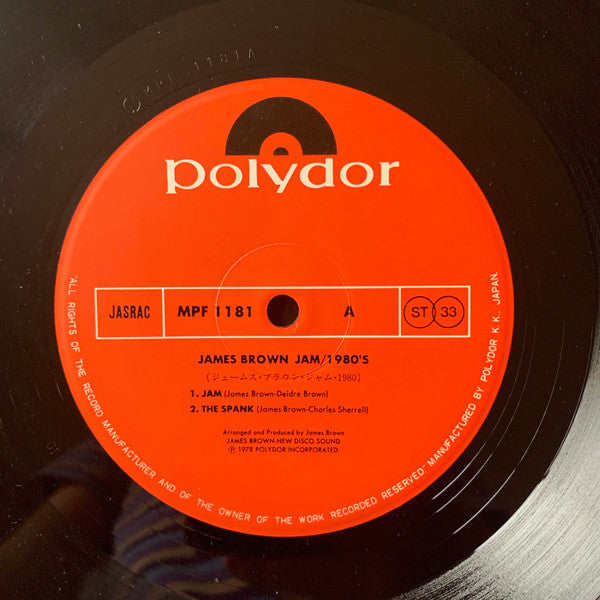 MPF 1181A
polydor
JASRAC MPF 1181 A ST 33
JAMES BROWN JAM/1980'S
(ジェームス・ブラウン・ジャム・1980)
1. JAM (James Brown-Deidre Brown)
2. THE SPANK (James Brown-Charles Sherrell)
Arranged and Produced by James Brown
JAMES BROWN-NEW DISCO SOUND
Ⓟ 1978 POLYDOR INCORPORATED
"ALL RIGHTS OF THE RECORD MANUFACTURER AND OF THE OWNER OF THE WORK RECORDED RESERVED" MANUFACTURED BY POLYDOR K.K., JAPAN.